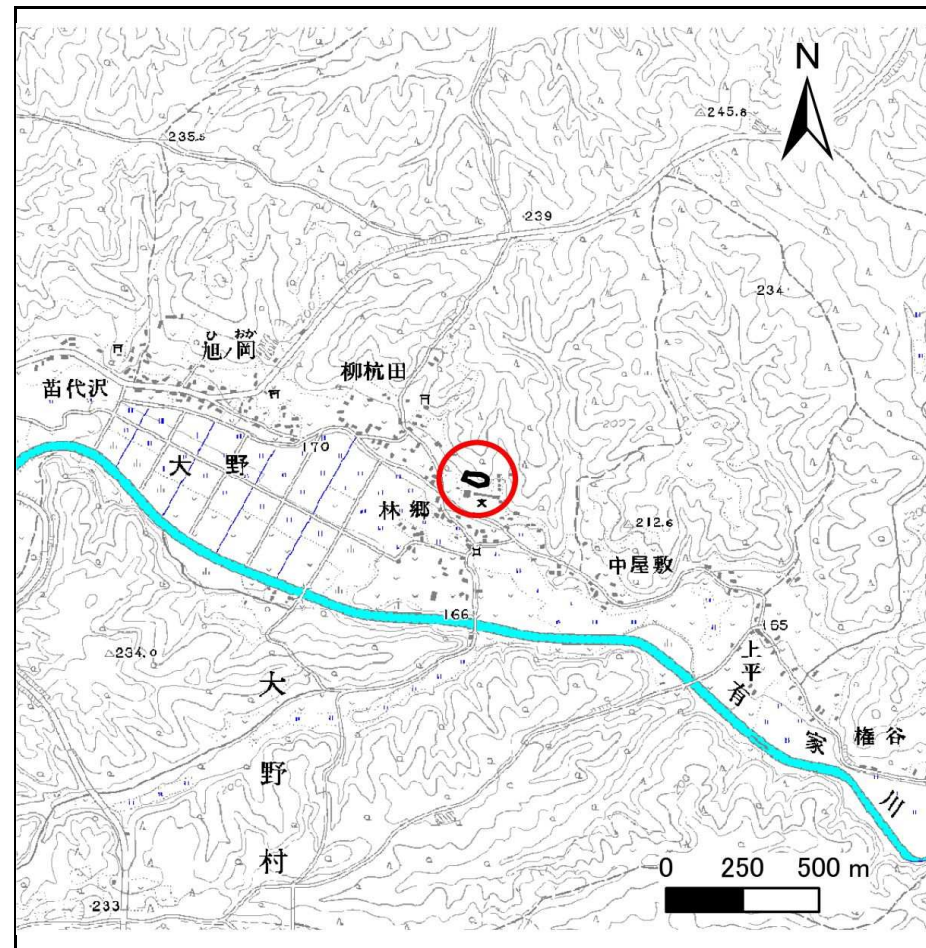 N
235.5
△245.8
239
234
ひ おか
旭ノ岡
柳杭田
苗代沢
170
大野
林郷
文
△212.6
中屋敷
166
165
△234.0
上平
大野村
有家川
権谷
0 250 500 m
233